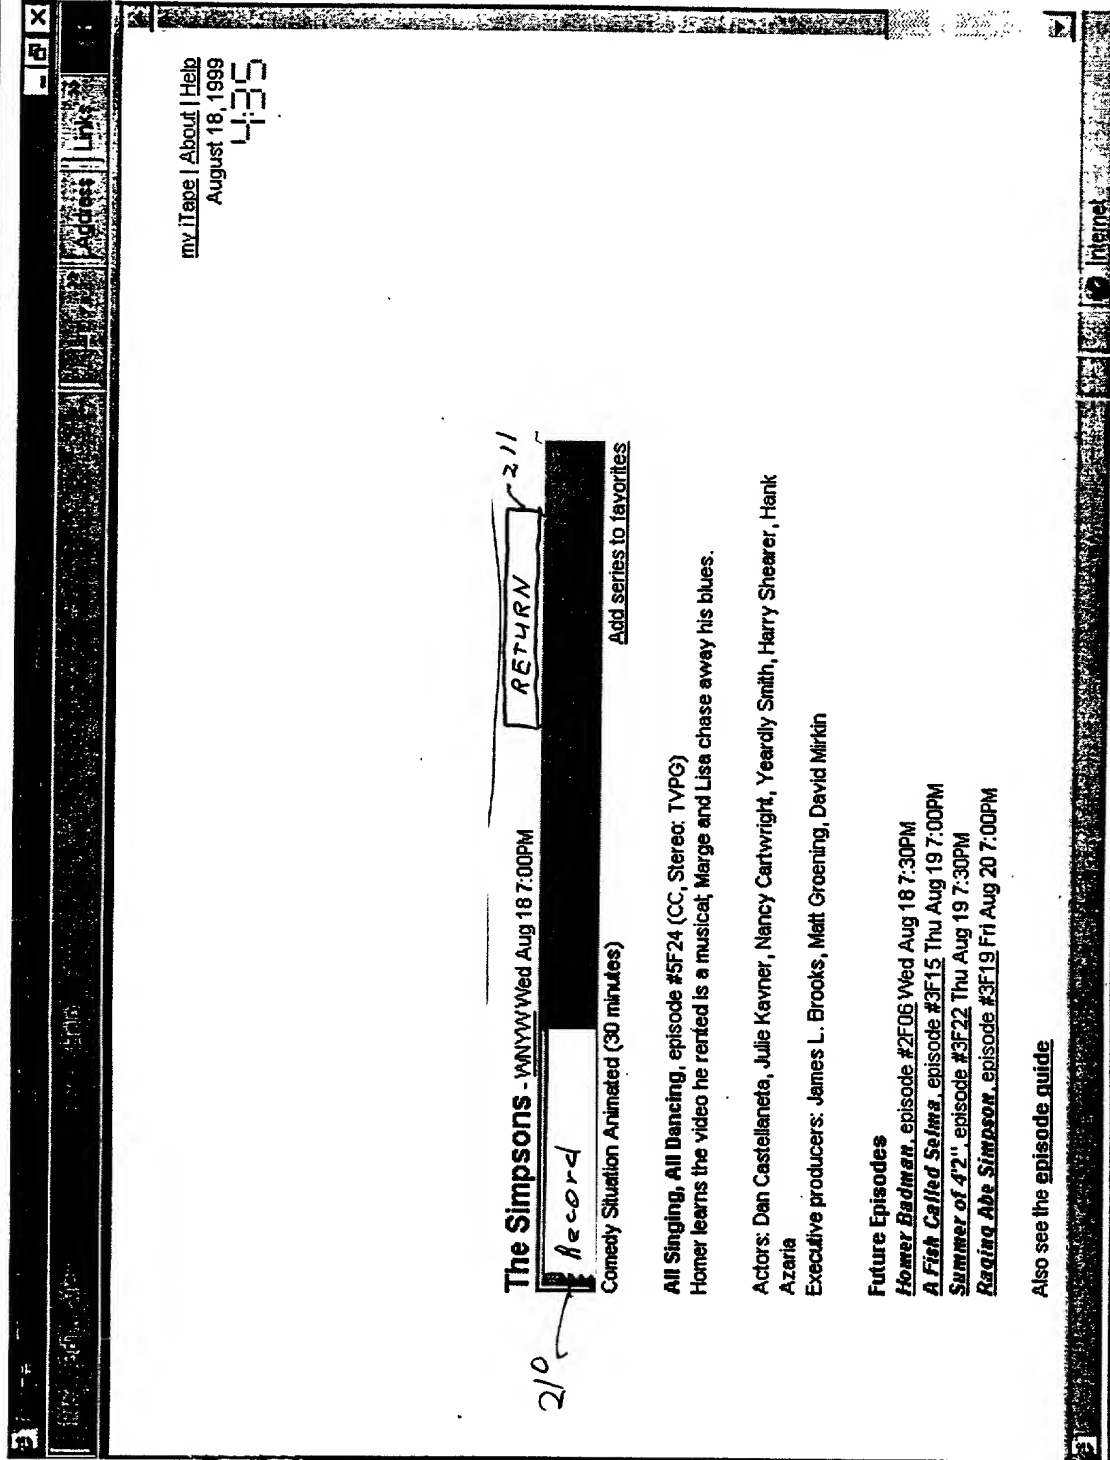 Address Links »
my iTape | About | Help
August 18, 1999
4:35
The Simpsons - WNYW Wed Aug 18 7:00PM
RETURN
211
210
Record
Comedy Situation Animated (30 minutes)
Add series to favorites
All Singing, All Dancing, episode #5F24 (CC, Stereo: TVPG)
Homer learns the video he rented is a musical; Marge and Lisa chase away his blues.
Actors: Dan Castellaneta, Julie Kavner, Nancy Cartwright, Yeardly Smith, Harry Shearer, Hank
Azaria
Executive producers: James L. Brooks, Matt Groening, David Mirkin
Future Episodes
Homer Badman, episode #2F06 Wed Aug 18 7:30PM
A Fish Called Selma, episode #3F15 Thu Aug 19 7:00PM
Summer of 4'2", episode #3F22 Thu Aug 19 7:30PM
Raging Abe Simpson, episode #3F19 Fri Aug 20 7:00PM
Also see the episode guide
Internet